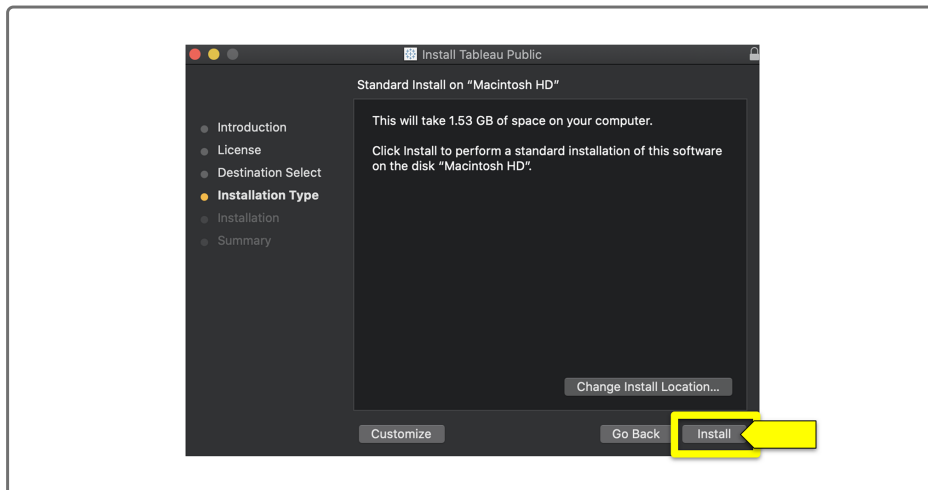 Install Tableau Public
Standard Install on “Macintosh HD”
Introduction
License
Destination Select
Installation Type
Installation
Summary
This will take 1.53 GB of space on your computer.
Click Install to perform a standard installation of this software
on the disk “Macintosh HD”.
Change Install Location...
Customize
Go Back
Install